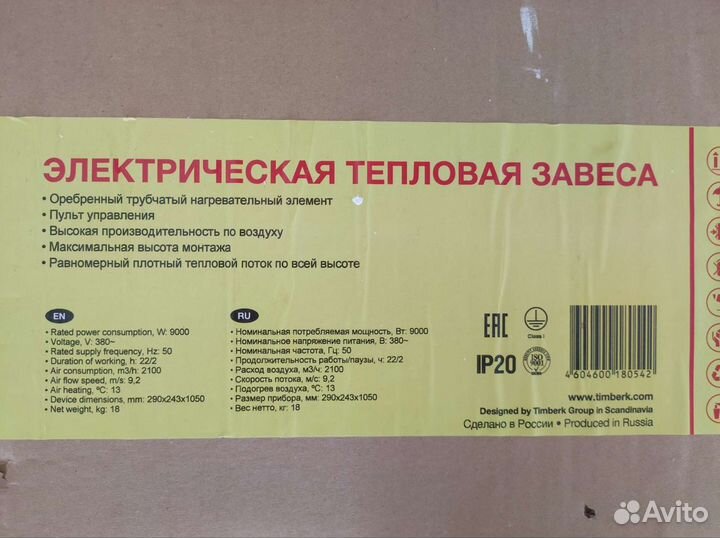 ЭЛЕКТРИЧЕСКАЯ ТЕПЛОВАЯ ЗАВЕСА
• Оребренный трубчатый нагревательный элемент
• Пульт управления
• Высокая производительность по воздуху
• Максимальная высота монтажа
• Равномерный плотный тепловой поток по всей высоте
EN
• Rated power consumption, W: 9000
• Voltage, V: 380~
• Rated supply frequency, Hz: 50
• Duration of working, h: 22/2
• Air consumption, m3/h: 2100
• Air flow speed, m/s: 9,2
• Air heating, °C: 13
• Device dimensions, mm: 290x243x1050
• Net weight, kg: 18
RU
• Номинальная потребляемая мощность, Вт: 9000
• Номинальное напряжение питания, В: 380~
• Номинальная частота, Гц: 50
• Продолжительность работы/паузы, ч: 22/2
• Расход воздуха, м3/ч: 2100
• Скорость потока, м/с: 9,2
• Подогрев воздуха, °С: 13
• Размер прибора, мм: 290x243x1050
• Вес нетто, кг: 18
EAC
Class I
IP20
ISO 9001
4 604600 180542
www.timberk.com
Designed by Timberk Group in Scandinavia
Сделано в России • Produced in Russia
Avito